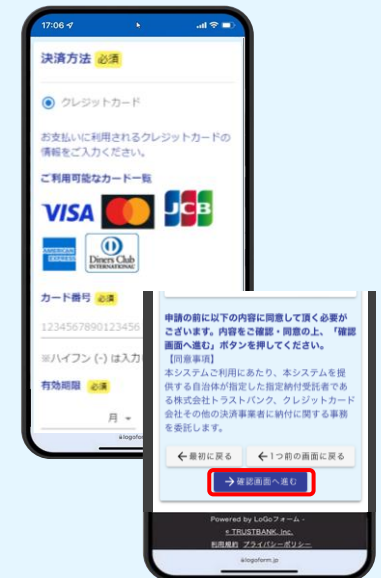 17:06
決済方法 必須
クレジットカード
お支払いに利用されるクレジットカードの
情報をご入力ください。
ご利用可能なカード一覧
VISA
JCB
AMERICAN
EXPRESS
Diners Club
INTERNATIONAL
カード番号 必須
1234567890123456
※ハイフン (-) は入力
有効期限 必須
月
logofor
申請の前に以下の内容に同意して頂く必要が
ございます。内容をご確認・同意の上、「確認
画面へ進む」ボタンを押してください。
【同意事項】
本システムご利用にあたり、本システムを提
供する自治体が指定した指定納付受託者であ
る株式会社トラストバンク、クレジットカード
会社その他の決済事業者に納付に関する事務
を委託します。
←最初に戻る ←1つ前の画面に戻る
→確認画面へ進む
Powered by LoGoフォーム -
TRUSTBANK, Inc.
利用規約 プライバシーポリシー
logoform.jp